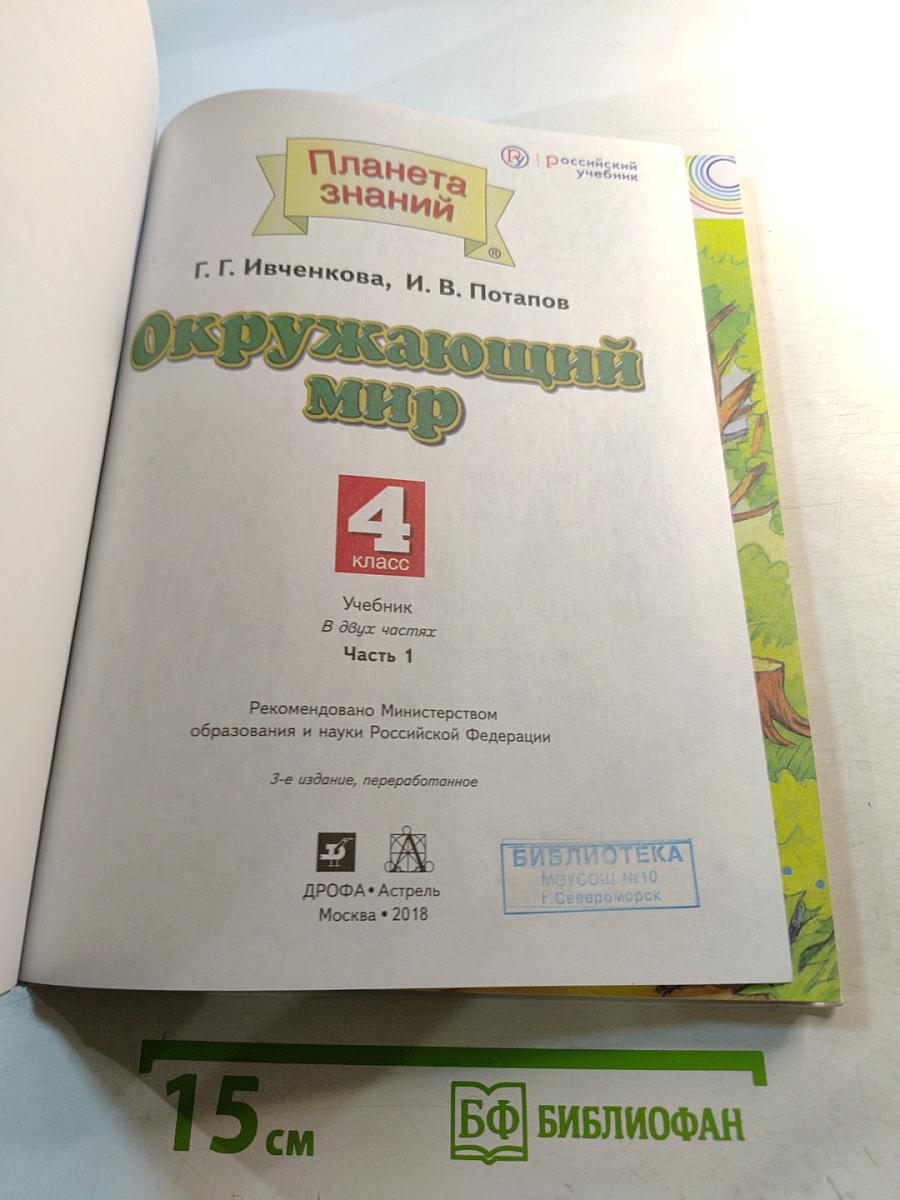 Планета
знаний
®
российский
учебник
Г. Г. Ивченкова, И. В. Потапов
Окружающий
мир
4
класс
Учебник
В двух частях
Часть 1
Рекомендовано Министерством
образования и науки Российской Федерации
3-е издание, переработанное
ДРОФА • Астрель
Москва • 2018
БИБЛИОТЕКА
МОУСОШ №10
г.Североморск
15 см
БФ БИБЛИОФАН